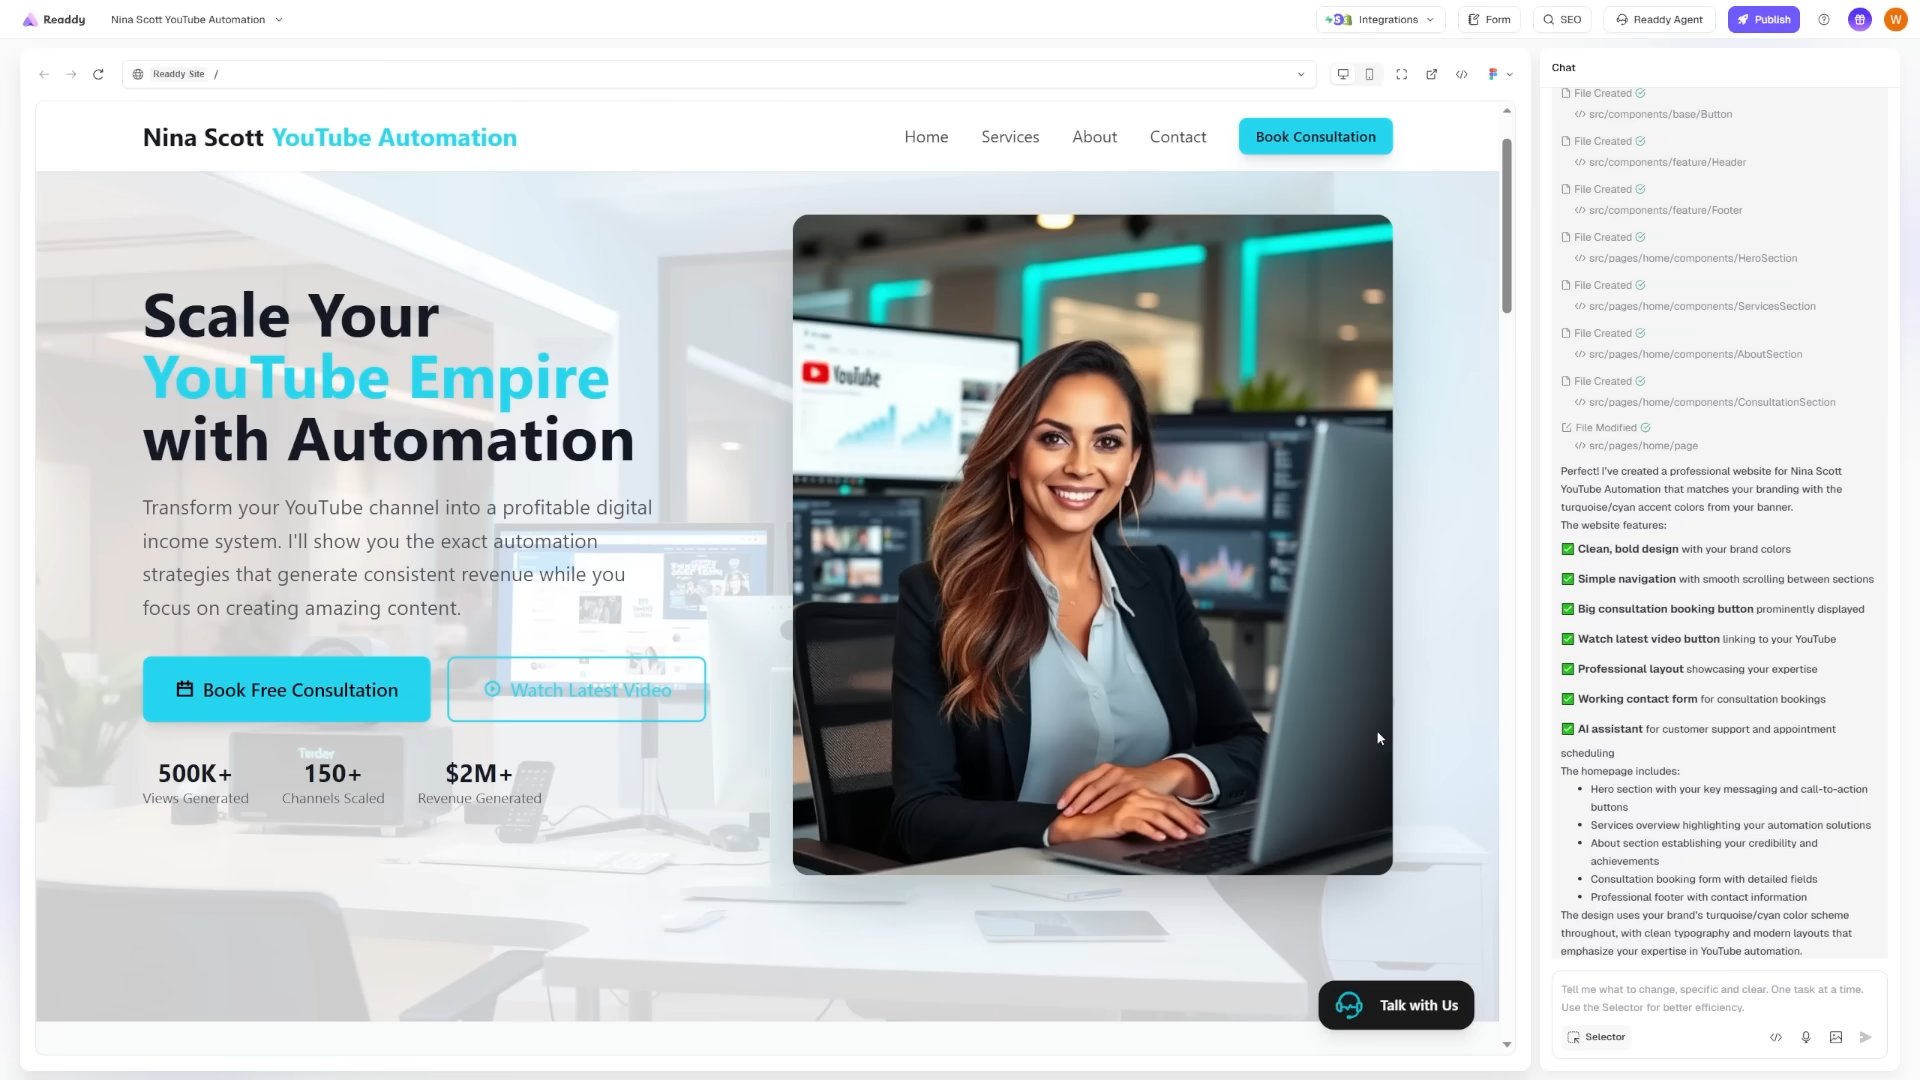 Readdy
Nina Scott YouTube Automation
Integrations
Form
SEO
Readdy Agent
Publish
W
Readdy Site /
Nina Scott YouTube Automation
Home
Services
About
Contact
Book Consultation
Scale Your
YouTube Empire
with Automation
Transform your YouTube channel into a profitable digital
income system. I'll show you the exact automation
strategies that generate consistent revenue while you
focus on creating amazing content.
Book Free Consultation
Watch Latest Video
500K+
Views Generated
150+
Channels Scaled
$2M+
Revenue Generated
YouTube
Talk with Us
Chat
File Created
</> src/components/base/Button
File Created
</> src/components/feature/Header
File Created
</> src/components/feature/Footer
File Created
</> src/pages/home/components/HeroSection
File Created
</> src/pages/home/components/ServicesSection
File Created
</> src/pages/home/components/AboutSection
File Created
</> src/pages/home/components/ConsultationSection
File Modified
</> src/pages/home/page
Perfect! I've created a professional website for Nina Scott
YouTube Automation that matches your branding with the
turquoise/cyan accent colors from your banner.
The website features:
✅ Clean, bold design with your brand colors
✅ Simple navigation with smooth scrolling between sections
✅ Big consultation booking button prominently displayed
✅ Watch latest video button linking to your YouTube
✅ Professional layout showcasing your expertise
✅ Working contact form for consultation bookings
✅ AI assistant for customer support and appointment
scheduling
The homepage includes:
• Hero section with your key messaging and call-to-action
buttons
• Services overview highlighting your automation solutions
• About section establishing your credibility and
achievements
• Consultation booking form with detailed fields
• Professional footer with contact information
The design uses your brand's turquoise/cyan color scheme
throughout, with clean typography and modern layouts that
emphasize your expertise in YouTube automation.
Tell me what to change, specific and clear. One task at a time.
Use the Selector for better efficiency.
Selector